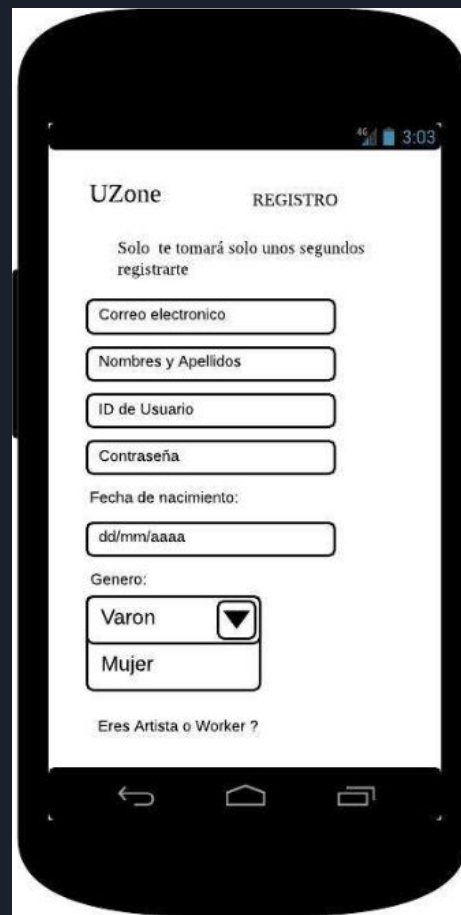 4G 3:03
UZone
REGISTRO
Solo te tomará solo unos segundos
registrarte
Correo electronico
Nombres y Apellidos
ID de Usuario
Contraseña
Fecha de nacimiento:
dd/mm/aaaa
Genero:
Varon
Mujer
Eres Artista o Worker ?